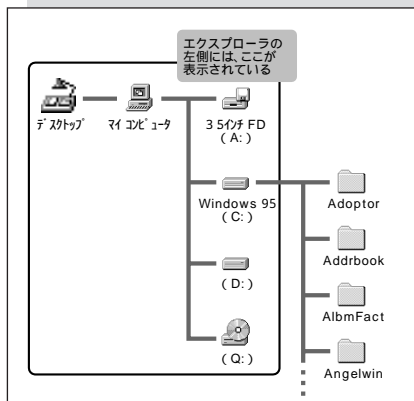 エクスプローラの
左側には、ここが
表示されている
デスクトップ
マイ コンピュータ
3 5インチ FD
( A: )
Windows 95
( C: )
( D: )
( Q: )
Adoptor
Addrbook
AlbmFact
Angelwin